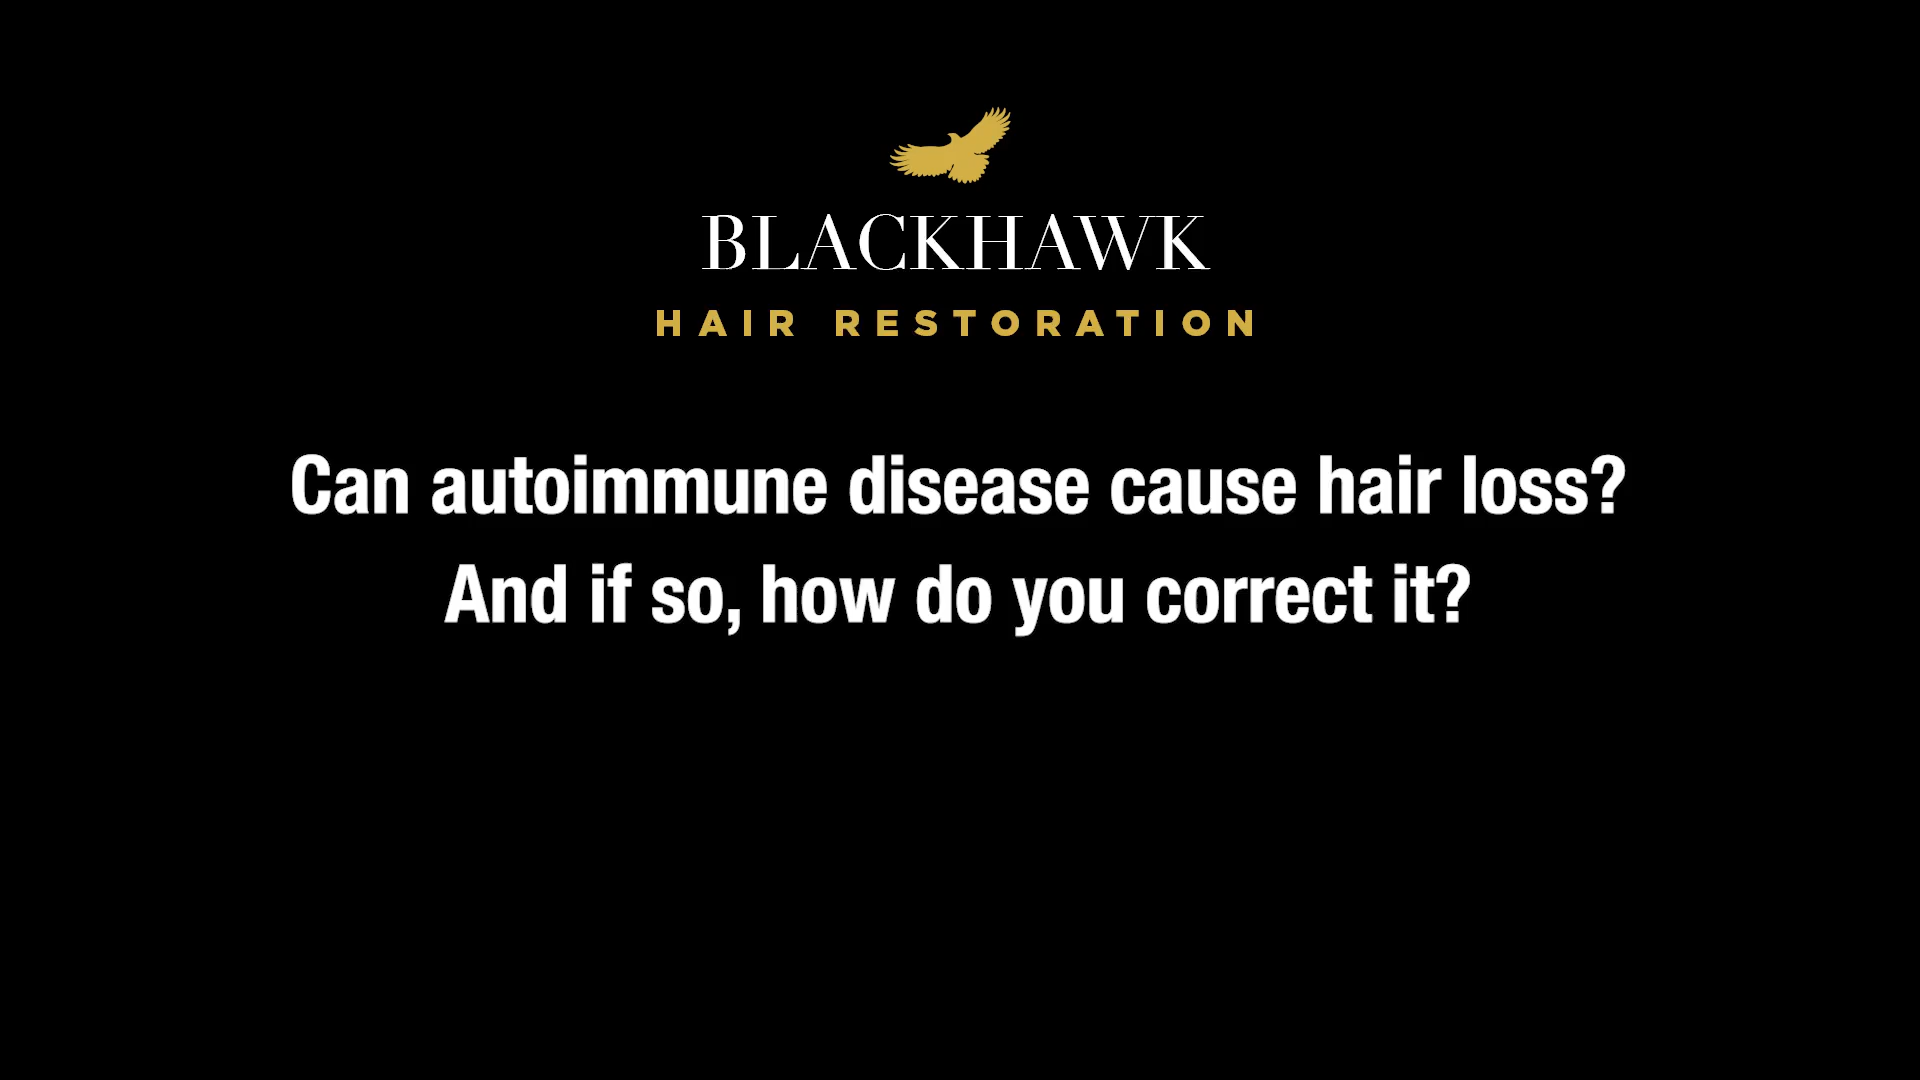 BLACKHAWK
HAIR RESTORATION
Can autoimmune disease cause hair loss?
And if so, how do you correct it?